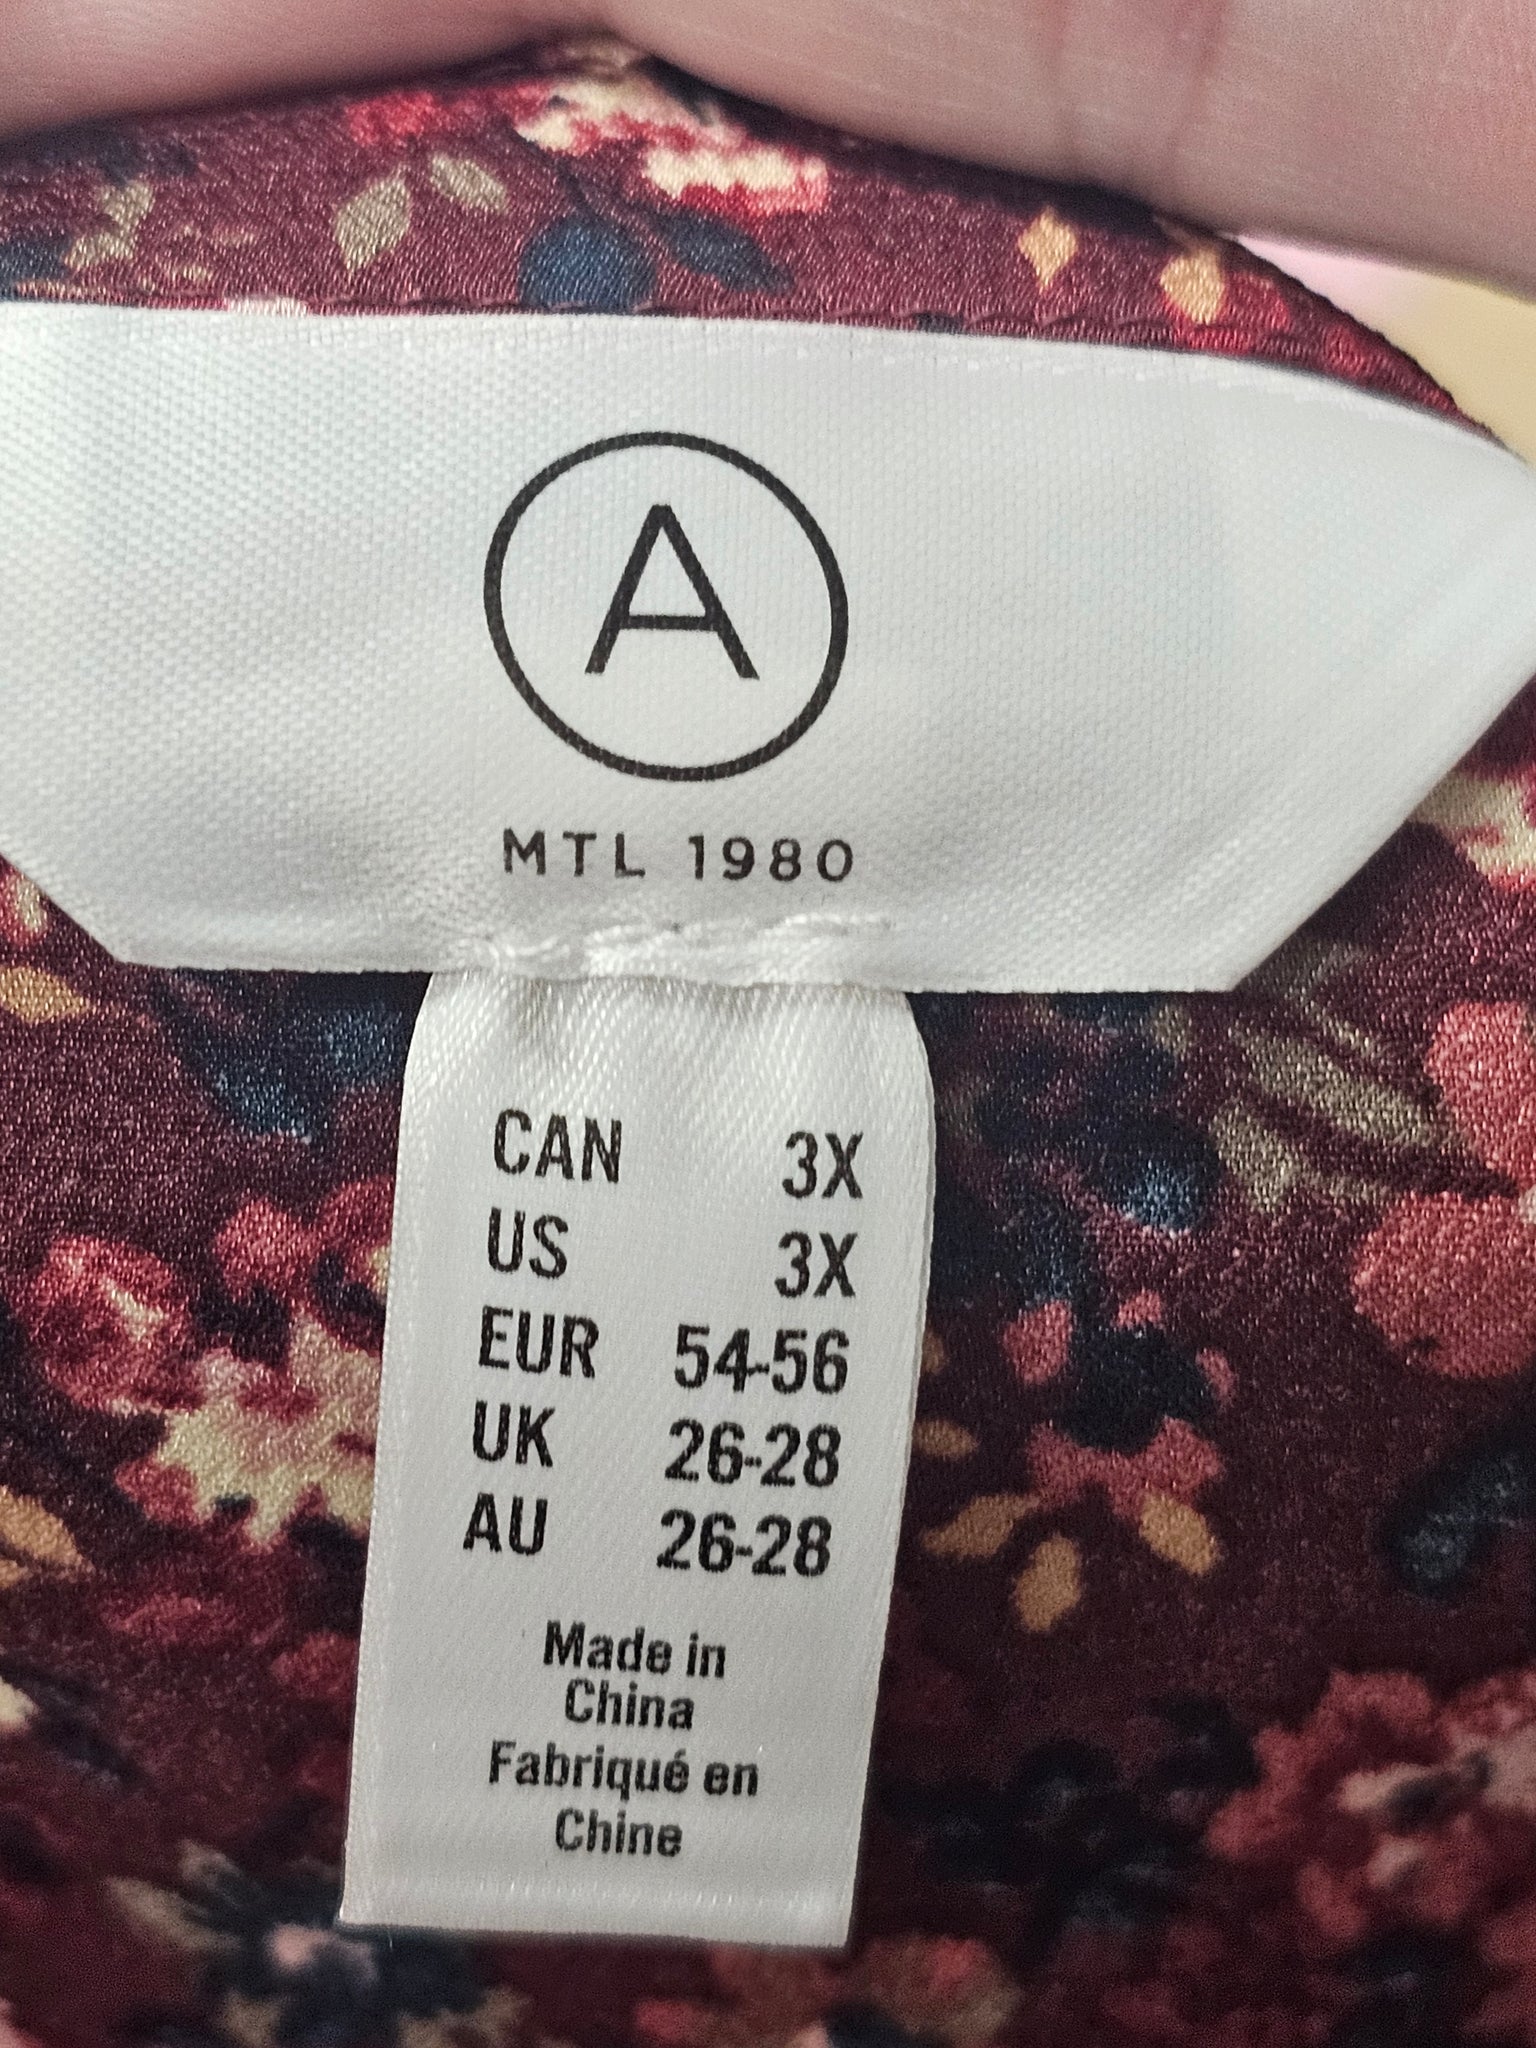 A
MTL 1980
CAN 3X
US 3X
EUR 54-56
UK 26-28
AU 26-28
Made in
China
Fabriqué en
Chine